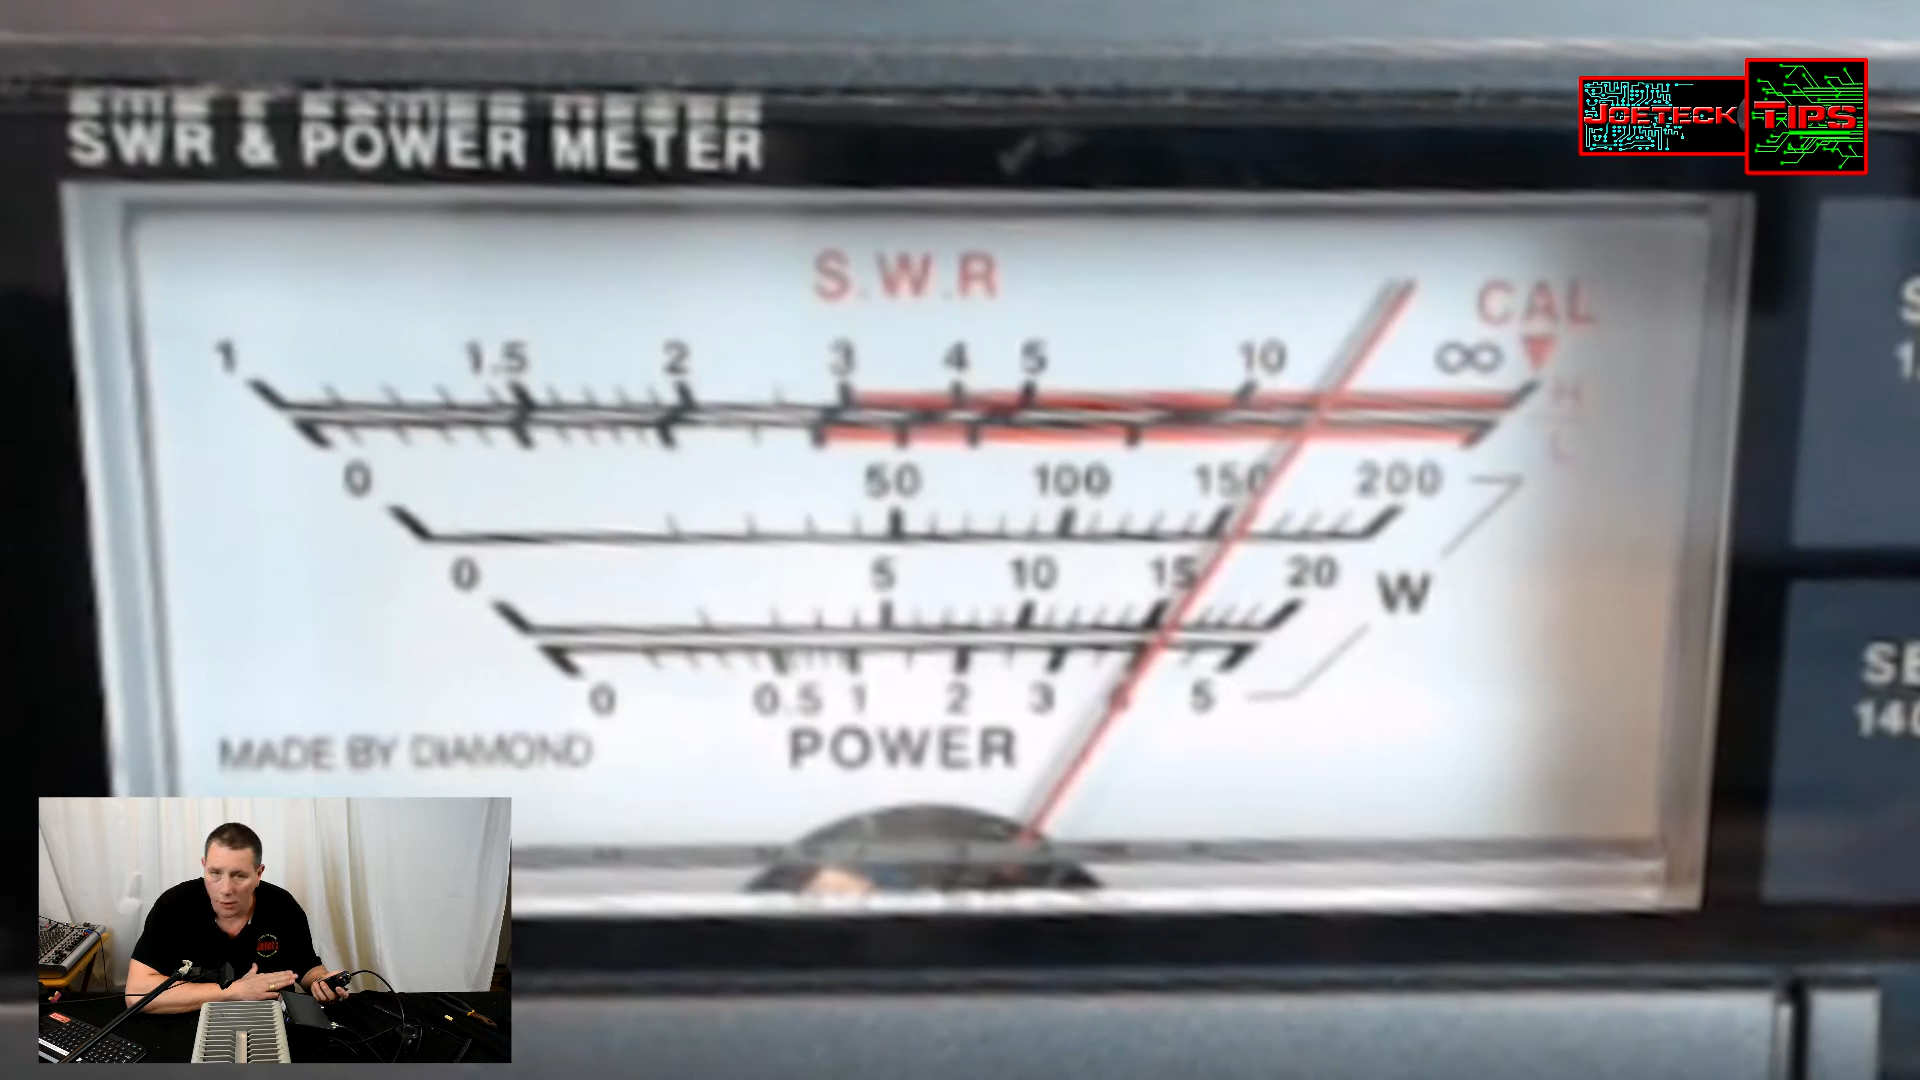 SWR & POWER METER
JOETECK TIPS
S.W.R
CAL
1 1.5 2 3 4 5 10 ∞
H
L
0 50 100 150 200
0 5 10 15 20
W
0 0.5 1 2 3 4 5
MADE BY DIAMOND
POWER